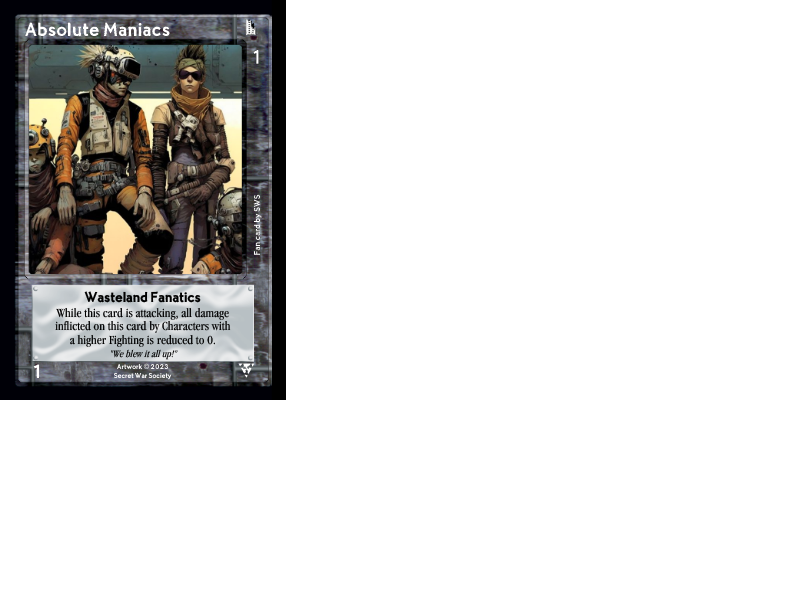 Absolute Maniacs
1
Fan card by SWS
Wasteland Fanatics
While this card is attacking, all damage
inflicted on this card by Characters with
a higher Fighting is reduced to 0.
"We blew it all up!"
1
Artwork © 2023
Secret War Society